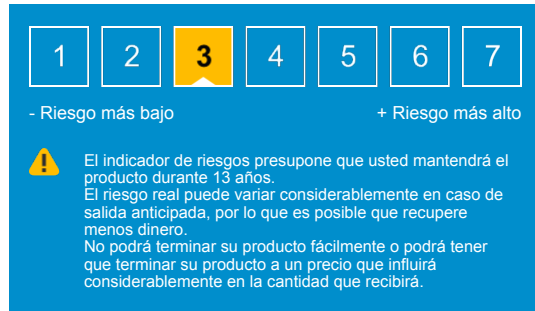 1 2 3 4 5 6 7
- Riesgo más bajo + Riesgo más alto
El indicador de riesgos presupone que usted mantendrá el
producto durante 13 años.
El riesgo real puede variar considerablemente en caso de
salida anticipada, por lo que es posible que recupere
menos dinero.
No podrá terminar su producto fácilmente o podrá tener
que terminar su producto a un precio que influirá
considerablemente en la cantidad que recibirá.